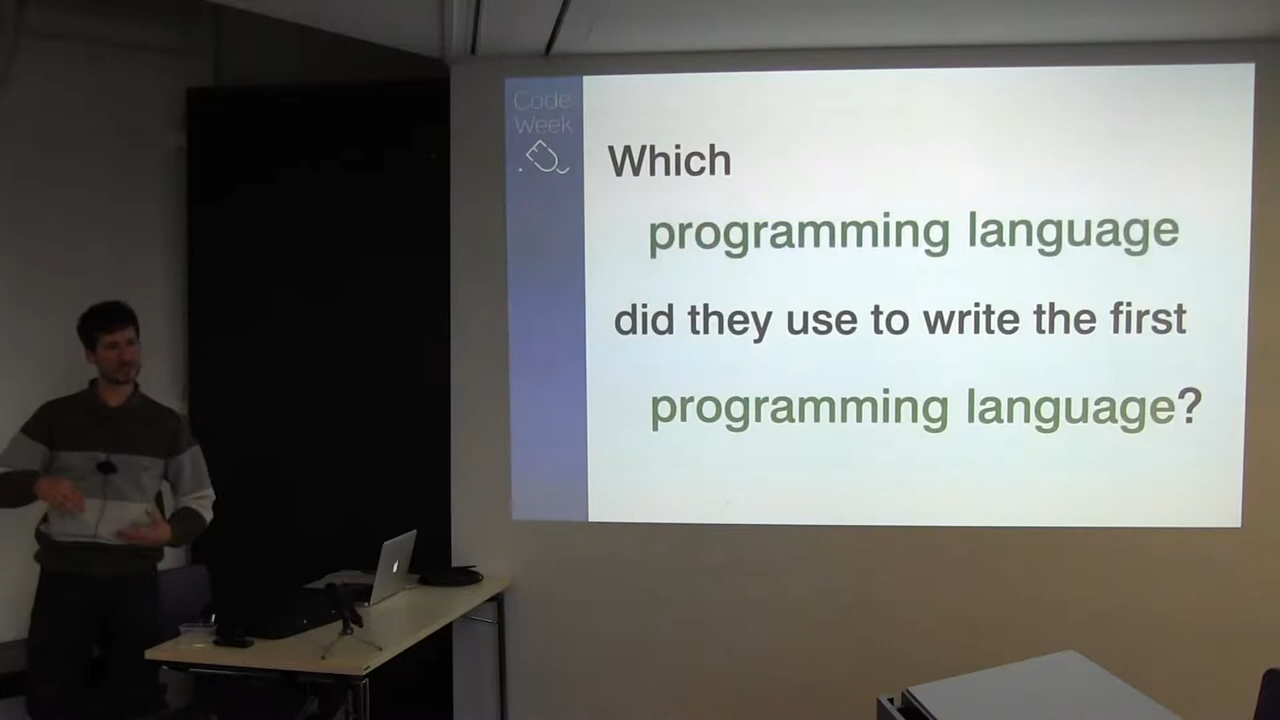 Code
Week
Which
programming language
did they use to write the first
programming language?